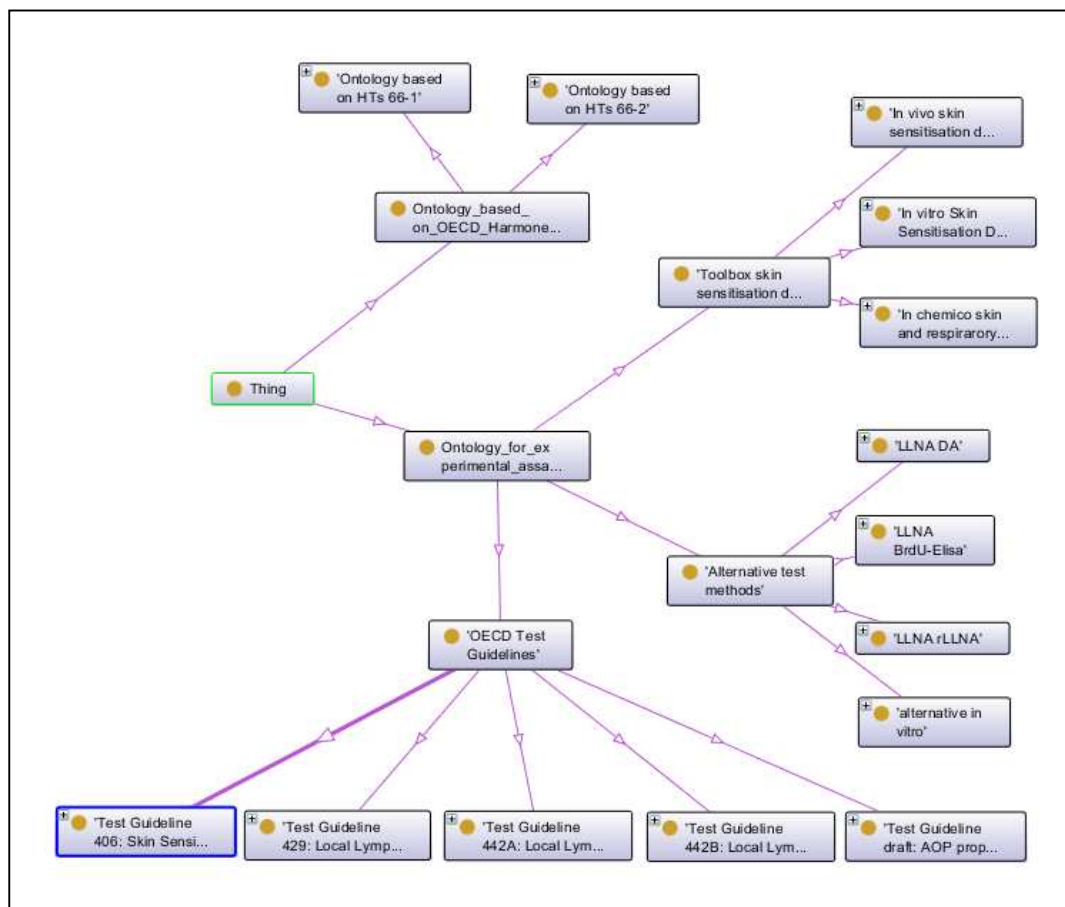 'Ontology based
on HTs 66-1'
'Ontology based
on HTs 66-2'
'In vivo skin
sensitisation d...
Ontology_based_
on_OECD_Harmone...
'In vitro Skin
Sensitisation D...
'Toolbox skin
sensitisation d...
'In chemico skin
and respirarory...
Thing
Ontology_for_ex
perimental_assa...
'LLNA DA'
'LLNA
BrdU-Elisa'
'Alternative test
methods'
'LLNA rLLNA'
'OECD Test
Guidelines'
'alternative in
vitro'
'Test Guideline
406: Skin Sensi...
'Test Guideline
429: Local Lymp...
'Test Guideline
442A: Local Lym...
'Test Guideline
442B: Local Lym...
'Test Guideline
draft: AOP prop...